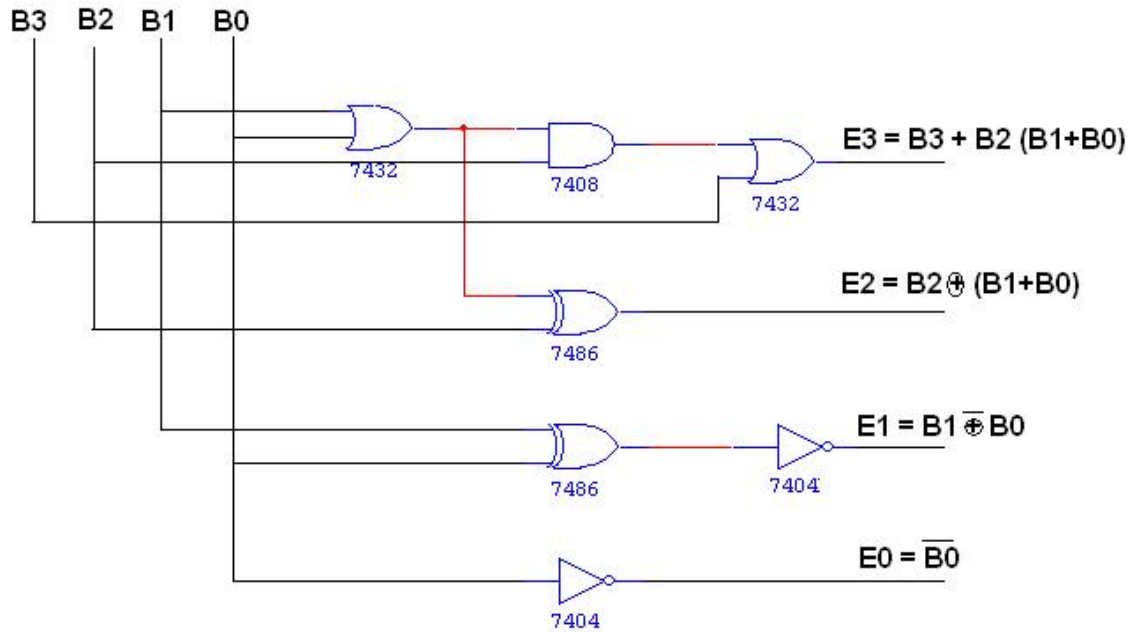 B3 B2 B1 B0
E3 = B3 + B2 (B1+B0)
7432
7408
7432
E2 = B2 ⊕ (B1+B0)
7486
E1 = B1 ⊕̅ B0
7486
7404
E0 = B̅0̅
7404